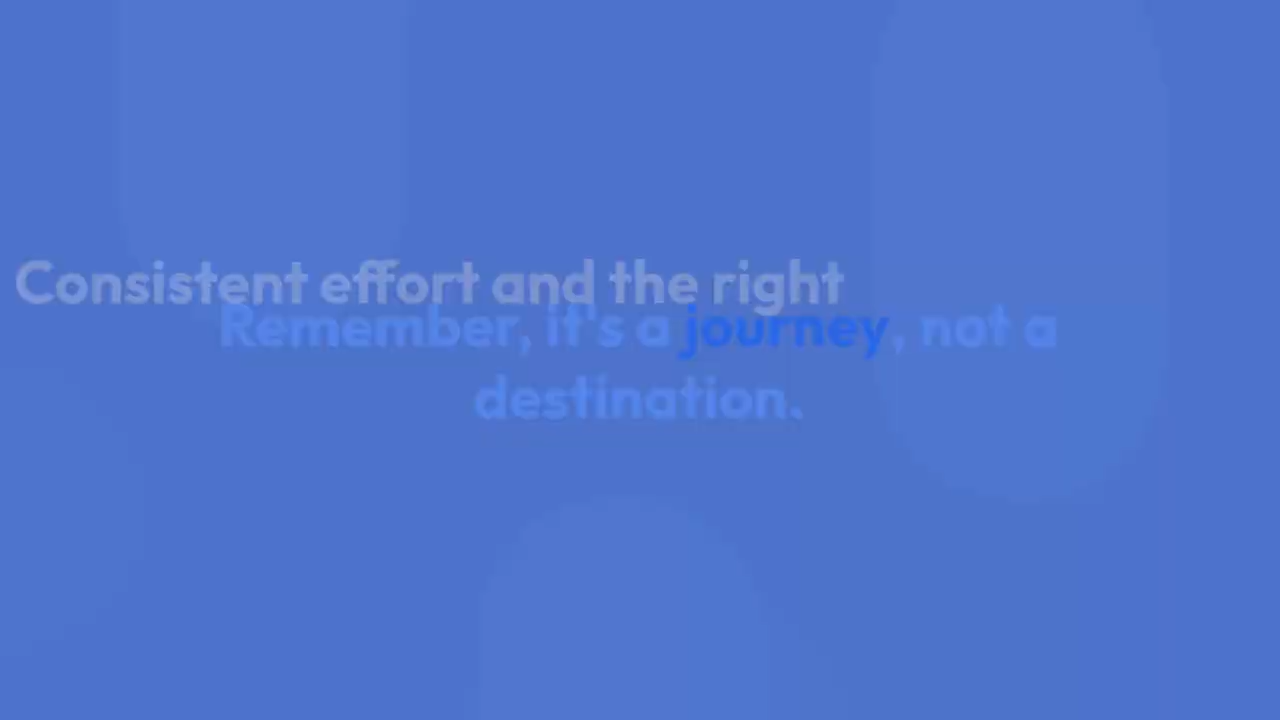 Consistent effort and the right
Remember, it's a journey, not a
destination.